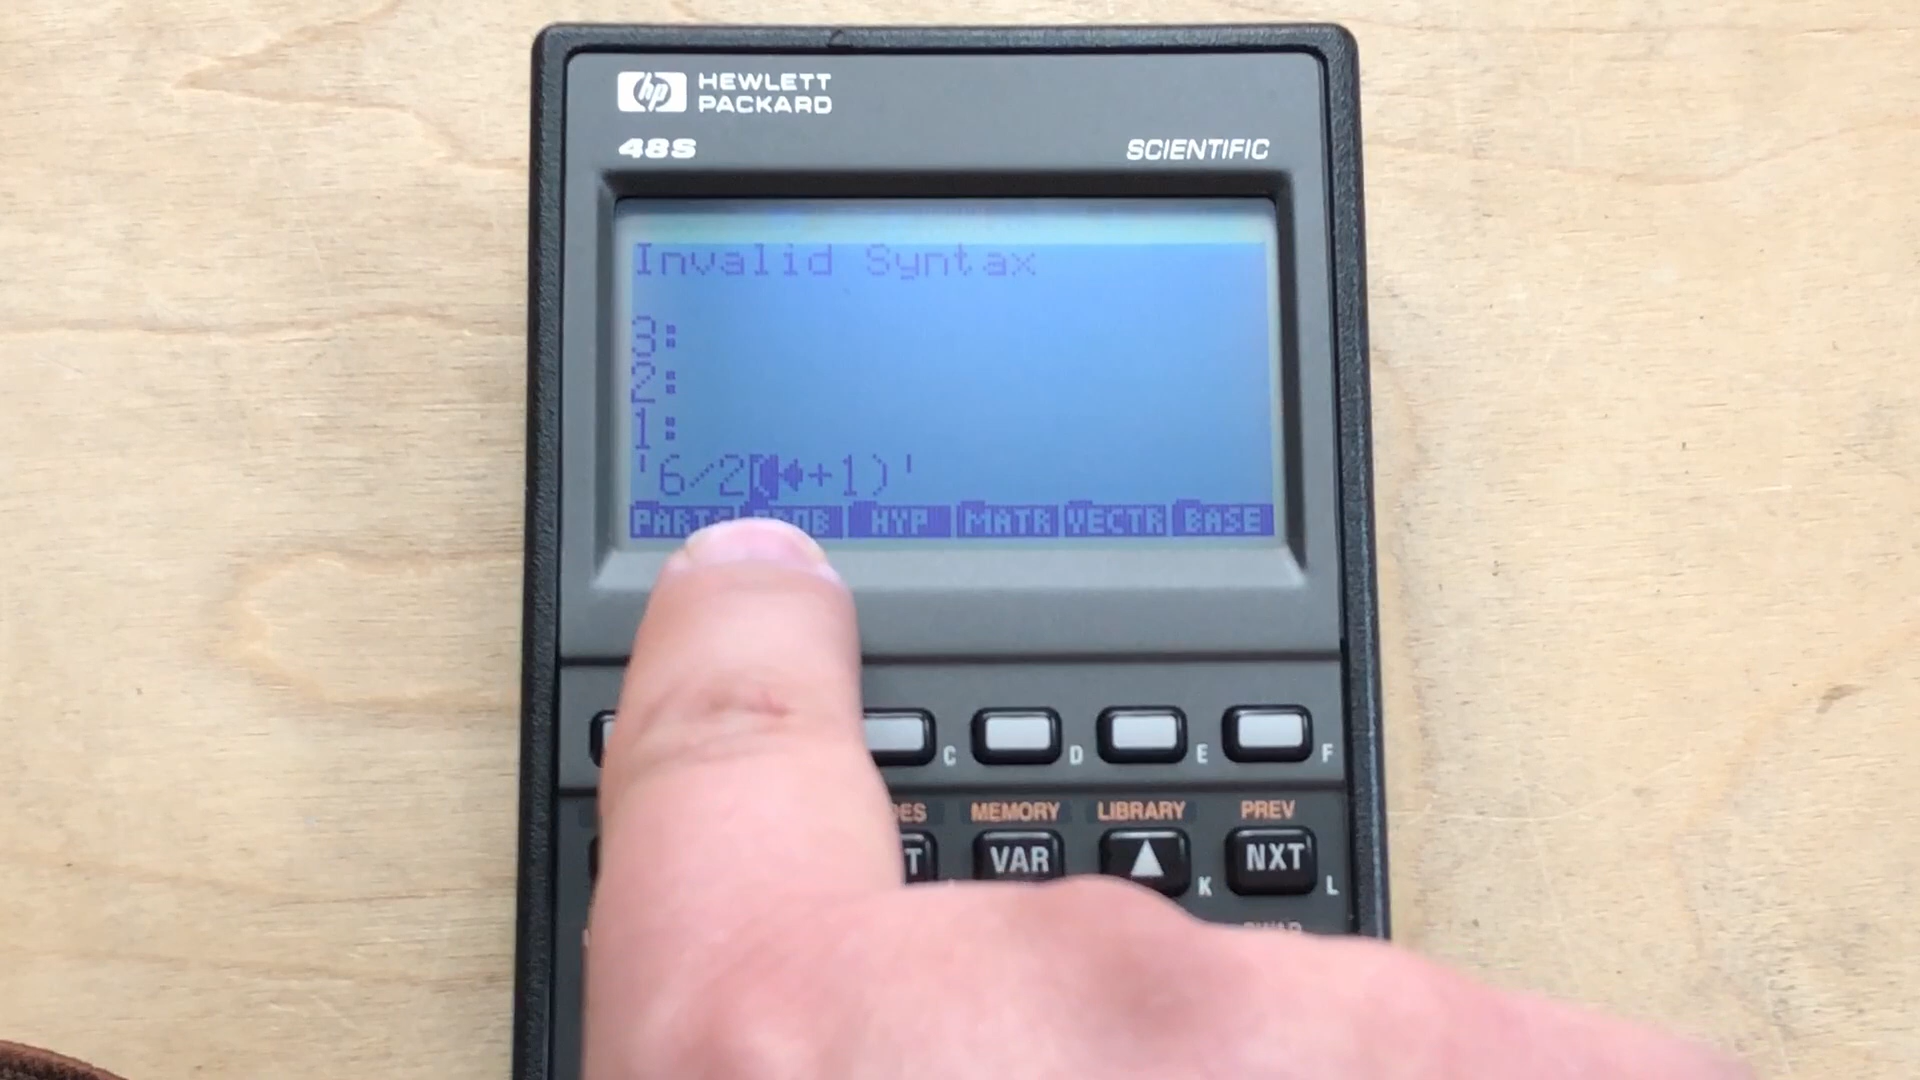 hp HEWLETT
PACKARD
48S SCIENTIFIC
Invalid Syntax
3:
2:
1:
'6/2(+1)'
HYP MATR VECTR BASE
C D E F
MEMORY LIBRARY PREV
VAR NXT
K L